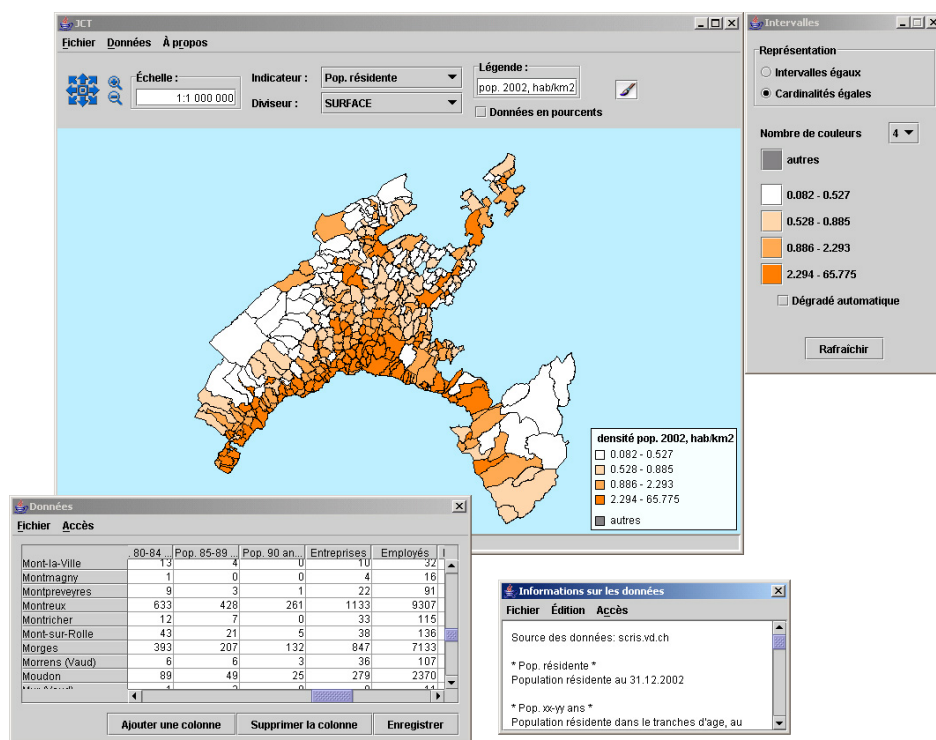 JCT
Fichier Données À propos
Échelle :
1:1 000 000
Indicateur : Pop. résidente
Diviseur : SURFACE
Légende :
pop. 2002, hab/km2
Données en pourcents
densité pop. 2002, hab/km2
0.082 - 0.527
0.528 - 0.885
0.886 - 2.293
2.294 - 65.775
autres
Intervalles
Représentation
Intervalles égaux
Cardinalités égales
Nombre de couleurs 4
autres
0.082 - 0.527
0.528 - 0.885
0.886 - 2.293
2.294 - 65.775
Dégradé automatique
Rafraîchir
Données
Fichier Accès
. 80-84 ... Pop. 85-89 ... Pop. 90 an... Entreprises Employés
Mont-la-Ville 13 4 0 10 32
Montmagny 1 0 0 4 16
Montpreveyres 9 3 1 22 91
Montreux 633 428 261 1133 9307
Montricher 12 7 0 33 115
Mont-sur-Rolle 43 21 5 38 136
Morges 393 207 132 847 7133
Morrens (Vaud) 6 6 3 36 107
Moudon 89 49 25 279 2370
Ajouter une colonne Supprimer la colonne Enregistrer
Informations sur les données
Fichier Édition Accès
Source des données: scris.vd.ch
* Pop. résidente *
Population résidente au 31.12.2002
* Pop. xx-yy ans *
Population résidente dans le tranches d'age, au